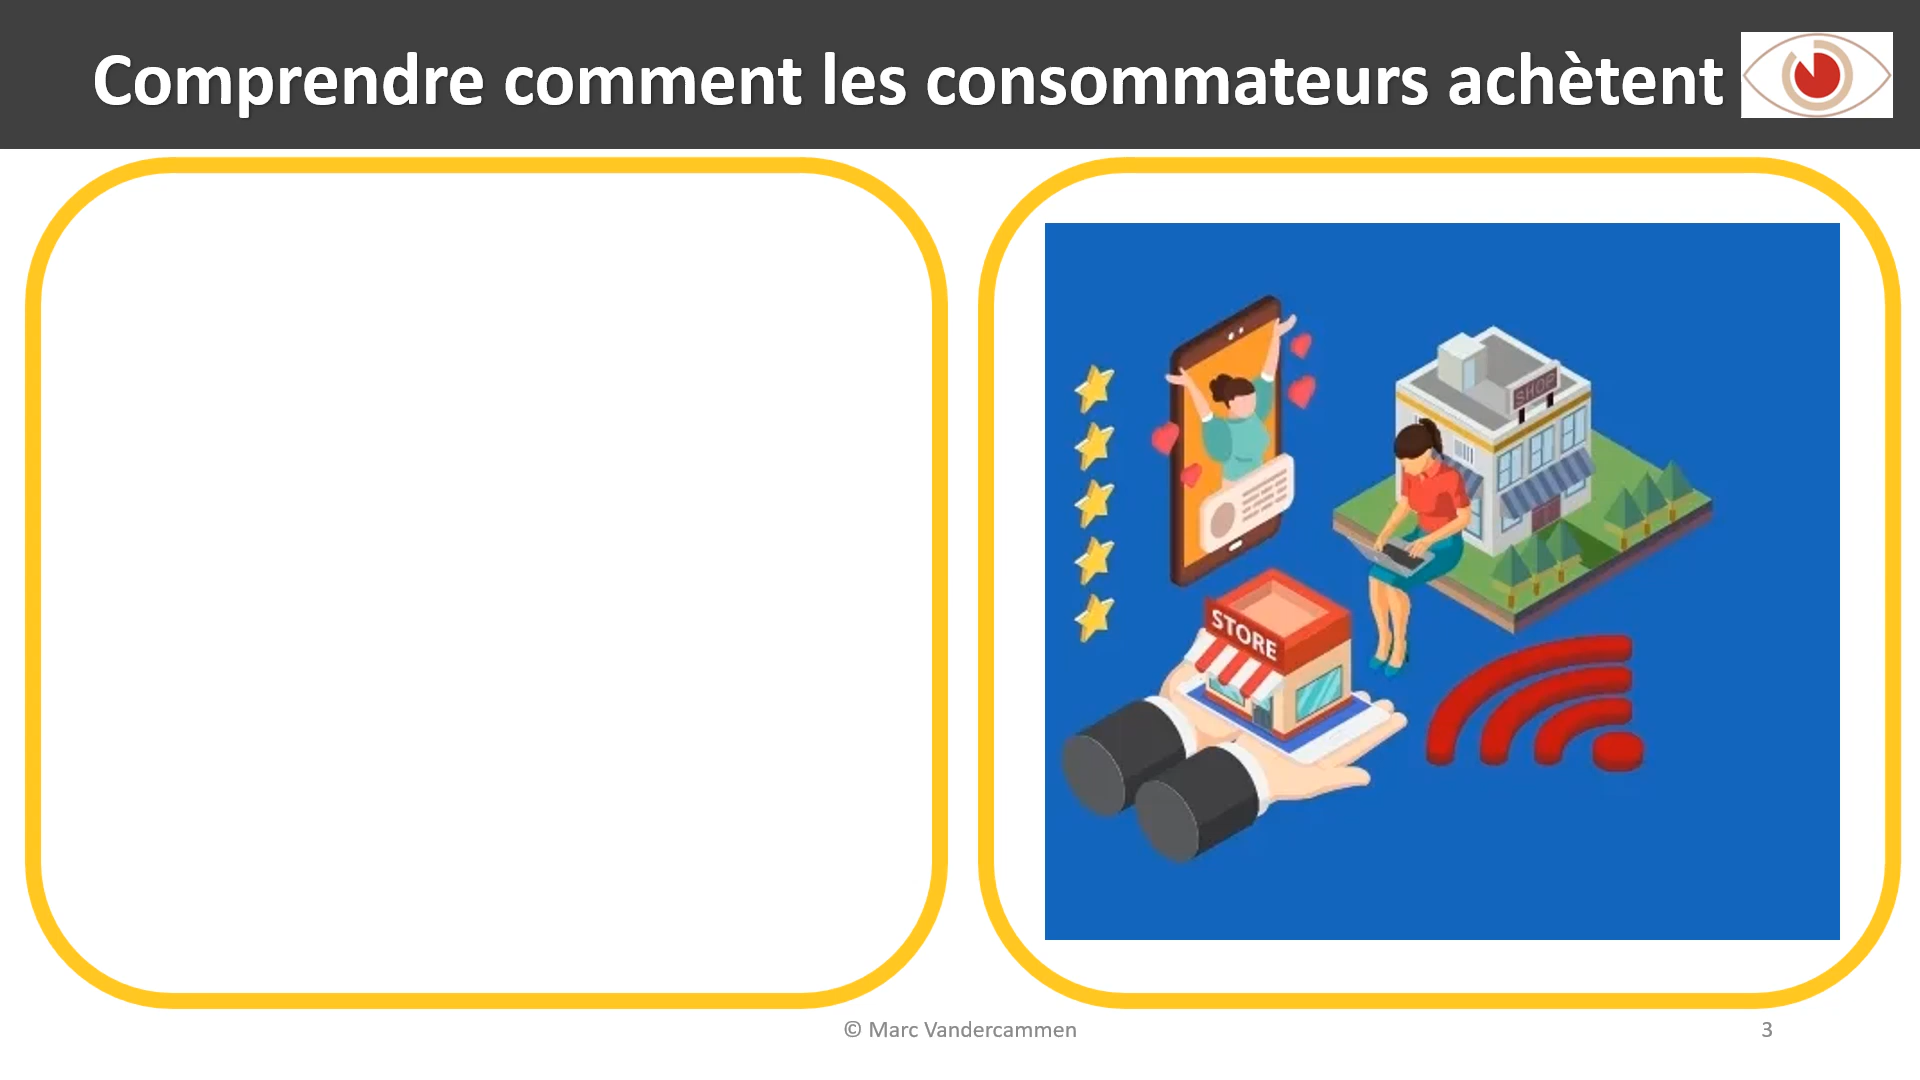 Comprendre comment les consommateurs achètent
SHOP
STORE
© Marc Vandercammen
3